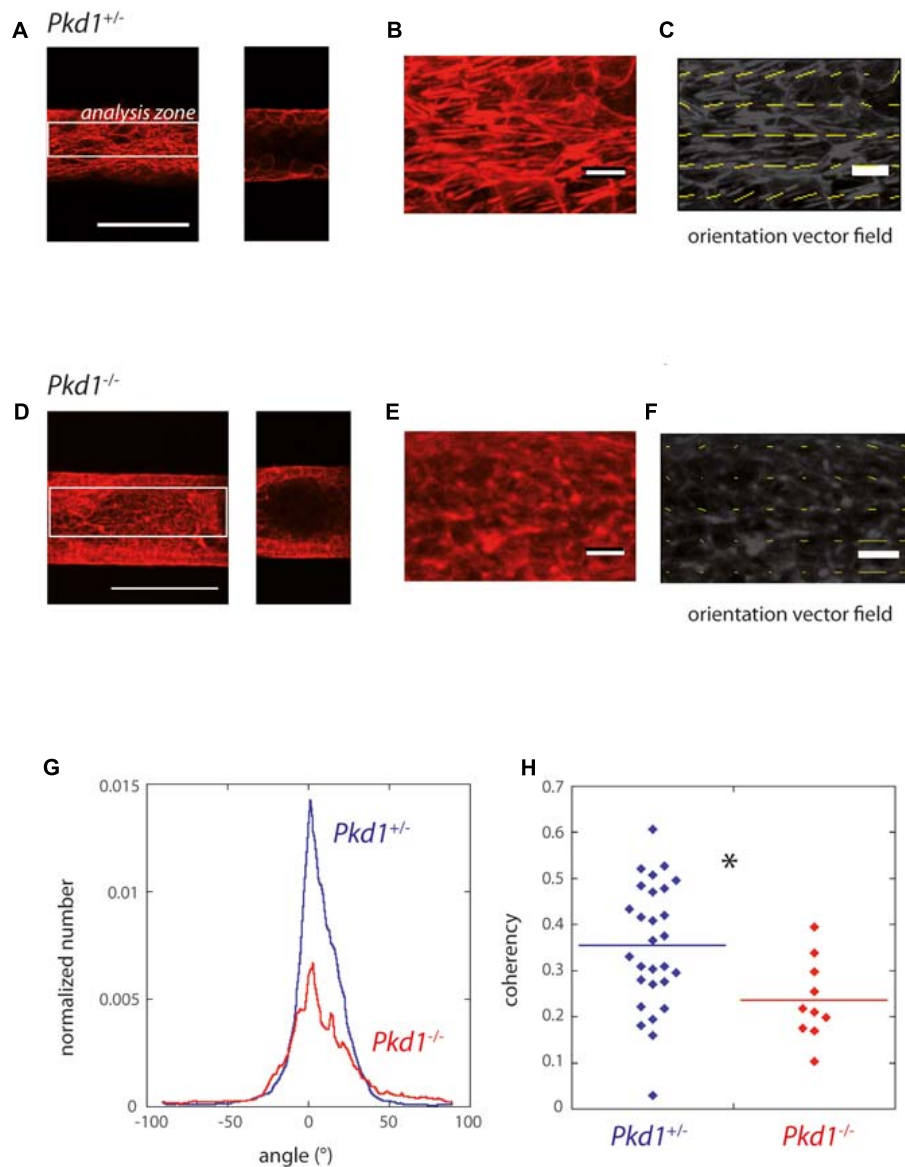 Pkd1+/-
A
B
C
analysis zone
orientation vector field
Pkd1-/-
D
E
F
orientation vector field
G
H
0.015
0.01
0.005
0
-100
-50
0
50
100
normalized number
angle (°)
Pkd1+/-
Pkd1-/-
0.7
0.6
0.5
0.4
0.3
0.2
0.1
0
coherency
*
Pkd1+/-
Pkd1-/-